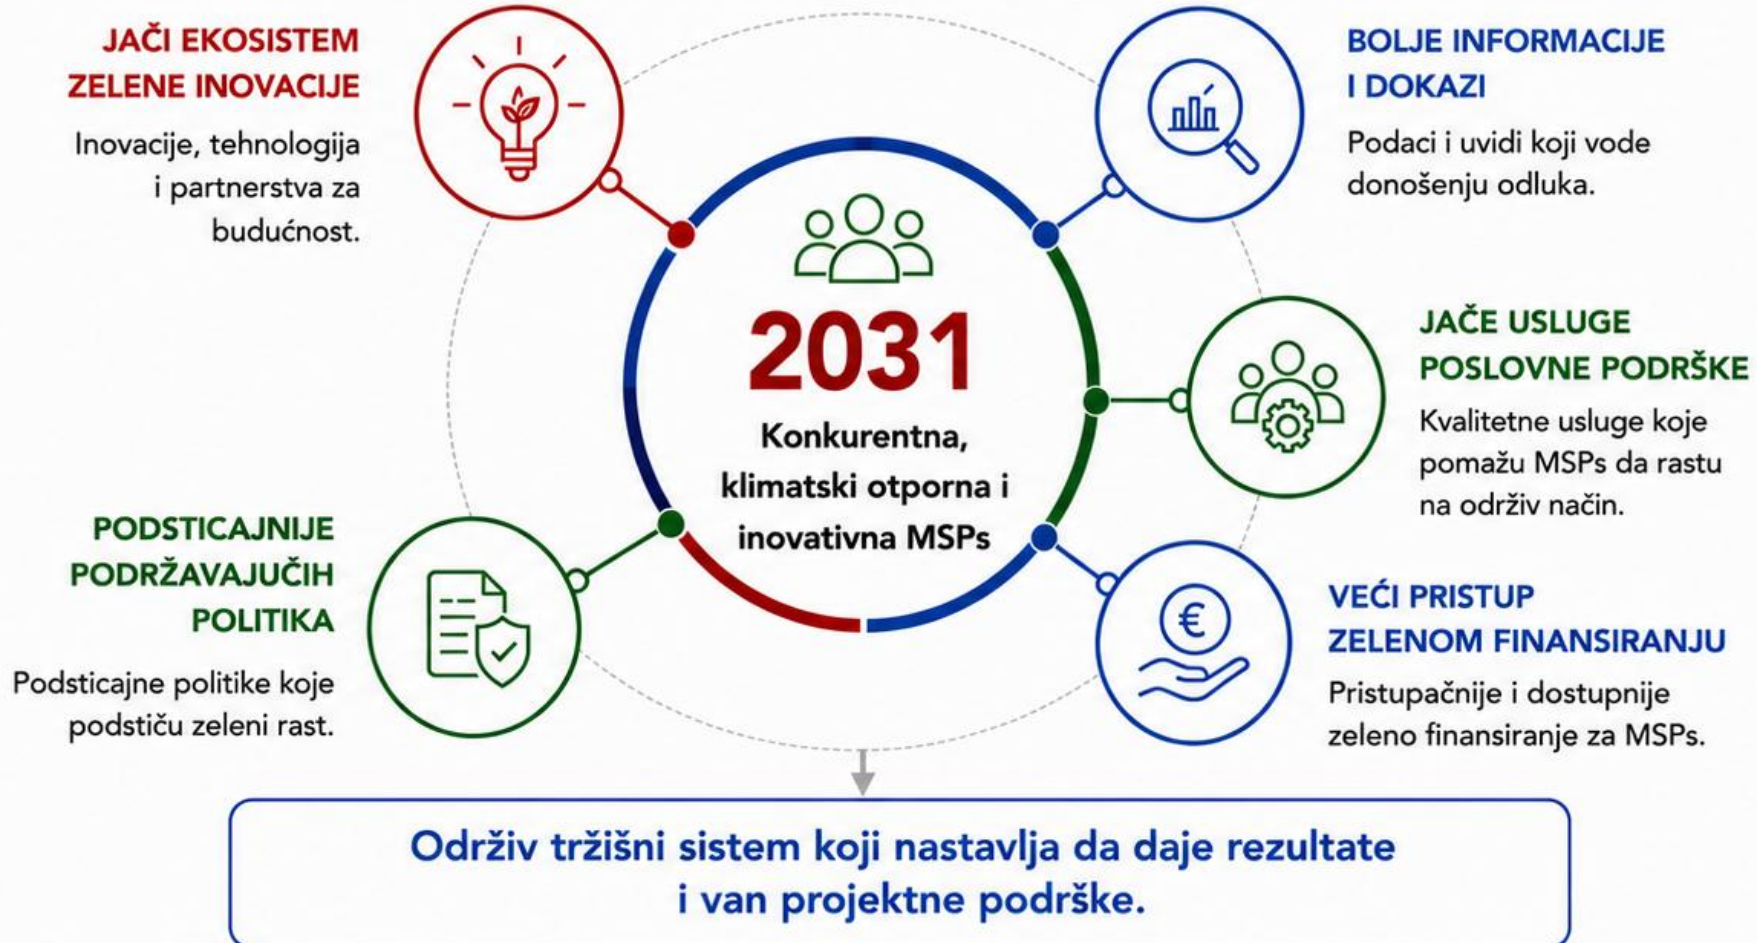 JAČI EKOSISTEM
ZELENE INOVACIJE
Inovacije, tehnologija
i partnerstva za
budućnost.
BOLJE INFORMACIJE
I DOKAZI
Podaci i uvidi koji vode
donošenju odluka.
2031
Konkurentna,
klimatski otporna i
inovativna MSPs
JAČE USLUGE
POSLOVNE PODRŠKE
Kvalitetne usluge koje
pomažu MSPs da rastu
na održiv način.
PODSTICAJNIJE
PODRŽAVAJUČIH
POLITIKA
Podsticajne politike koje
podstiču zeleni rast.
€
VEĆI PRISTUP
ZELENOM FINANSIRANJU
Pristupačnije i dostupnije
zeleno finansiranje za MSPs.
Održiv tržišni sistem koji nastavlja da daje rezultate
i van projektne podrške.